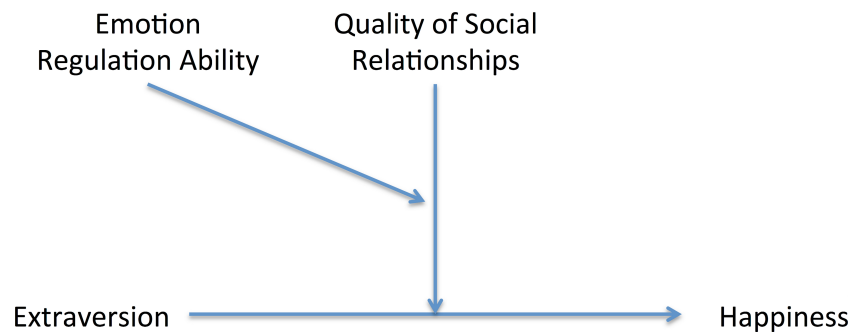 Emotion
Regulation Ability
Quality of Social
Relationships
Extraversion
Happiness